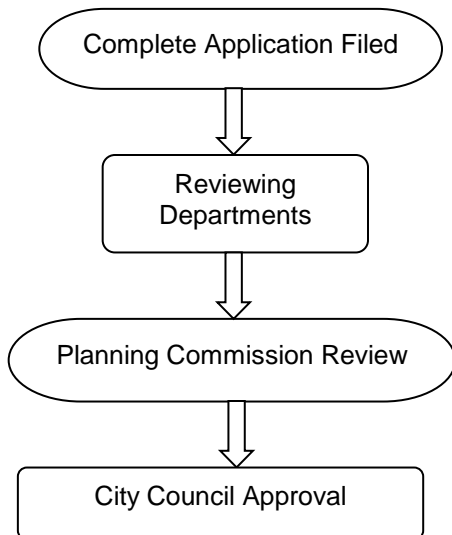 Complete Application Filed
Reviewing
Departments
Planning Commission Review
City Council Approval